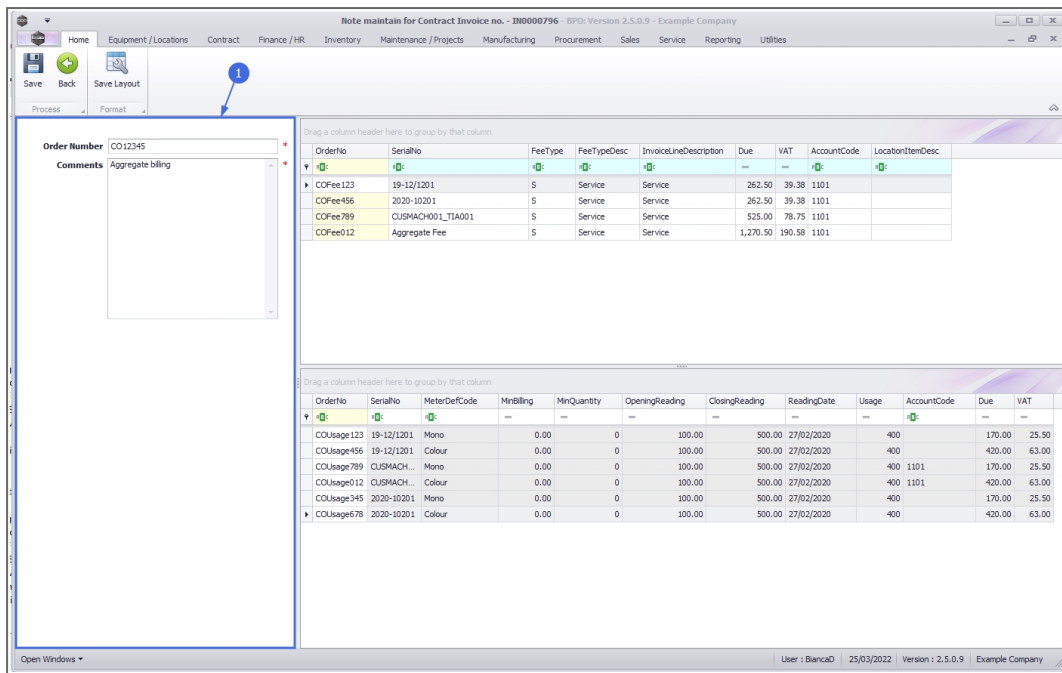 Note maintain for Contract Invoice no. - IN0000796 - BPO: Version 2.5.0.9 - Example Company
Home Equipment / Locations Contract Finance / HR Inventory Maintenance / Projects Manufacturing Procurement Sales Service Reporting Utilities
Save Back Save Layout
Process Format
1
Order Number CO12345 *
Comments Aggregate billing *
Drag a column header here to group by that column
OrderNo SerialNo FeeType FeeTypeDesc InvoiceLineDescription Due VAT AccountCode LocationItemDesc
COFee123 19-12/1201 S Service Service 262.50 39.38 1101
COFee456 2020-10201 S Service Service 262.50 39.38 1101
COFee789 CUSMACH001_TIA001 S Service Service 525.00 78.75 1101
COFee012 Aggregate Fee S Service Service 1,270.50 190.58 1101
Drag a column header here to group by that column
OrderNo SerialNo MeterDefCode MinBilling MinQuantity OpeningReading ClosingReading ReadingDate Usage AccountCode Due VAT
COUsage123 19-12/1201 Mono 0.00 0 100.00 500.00 27/02/2020 400 170.00 25.50
COUsage456 19-12/1201 Colour 0.00 0 100.00 500.00 27/02/2020 400 420.00 63.00
COUsage789 CUSMACH... Mono 0.00 0 100.00 500.00 27/02/2020 400 1101 170.00 25.50
COUsage012 CUSMACH... Colour 0.00 0 100.00 500.00 27/02/2020 400 1101 420.00 63.00
COUsage345 2020-10201 Mono 0.00 0 100.00 500.00 27/02/2020 400 170.00 25.50
COUsage678 2020-10201 Colour 0.00 0 100.00 500.00 27/02/2020 400 420.00 63.00
Open Windows User : BiancaD 25/03/2022 Version : 2.5.0.9 Example Company